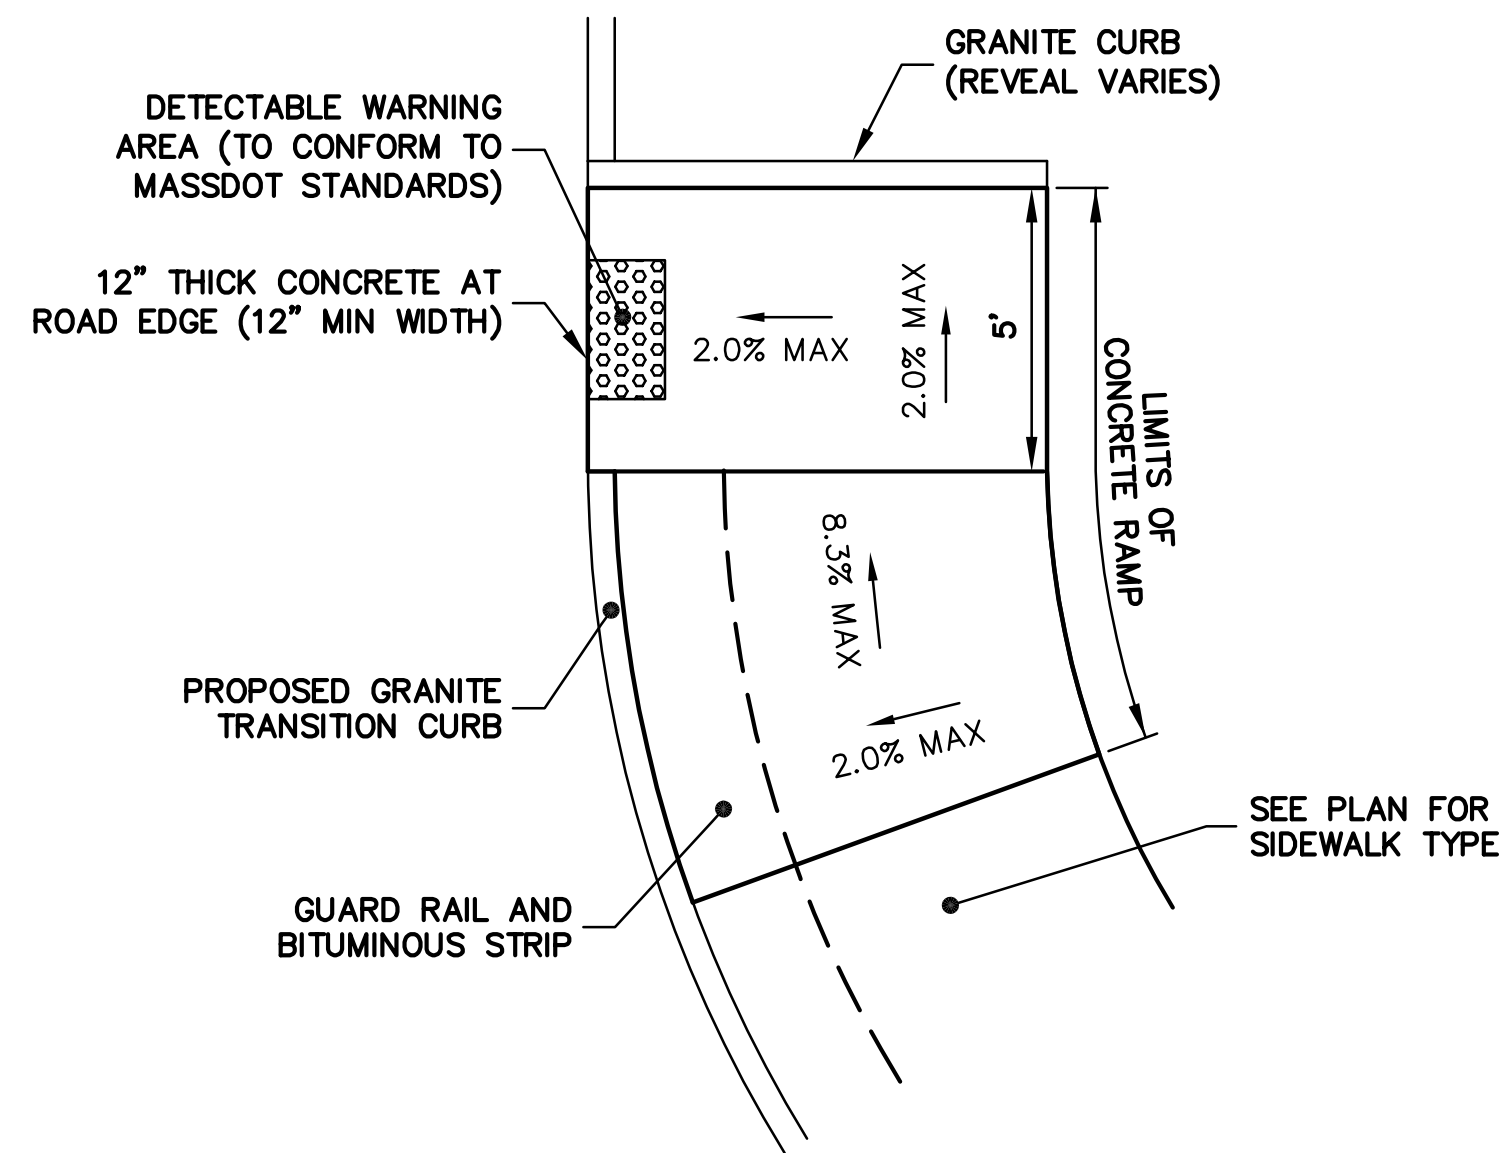 GRANITE CURB
(REVEAL VARIES)
DETECTABLE WARNING
AREA (TO CONFORM TO
MASSDOT STANDARDS)
12" THICK CONCRETE AT
ROAD EDGE (12" MIN WIDTH)
2.0% MAX
2.0% MAX
5'
LIMITS OF
CONCRETE RAMP
8.3% MAX
2.0% MAX
PROPOSED GRANITE
TRANSITION CURB
SEE PLAN FOR
SIDEWALK TYPE
GUARD RAIL AND
BITUMINOUS STRIP